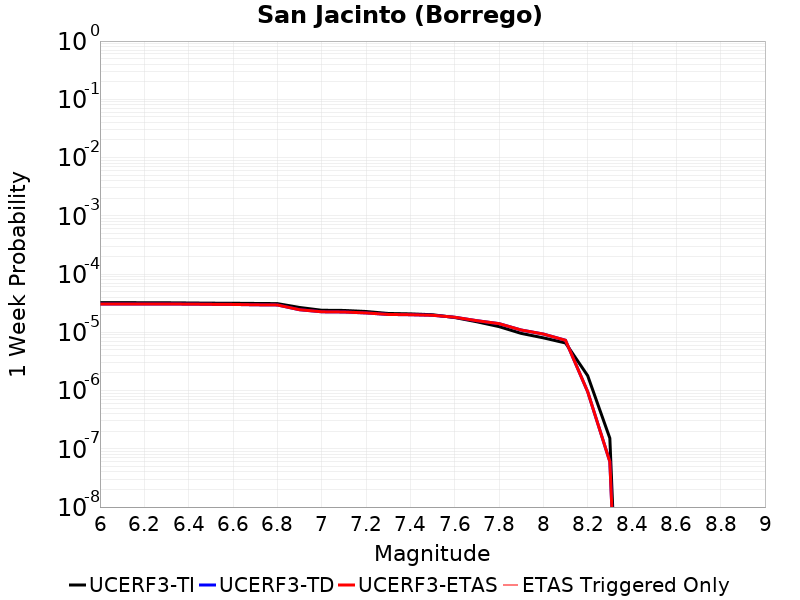 San Jacinto (Borrego)
1 Week Probability
10^0
10^-1
10^-2
10^-3
10^-4
10^-5
10^-6
10^-7
10^-8
6 6.2 6.4 6.6 6.8 7 7.2 7.4 7.6 7.8 8 8.2 8.4 8.6 8.8 9
Magnitude
UCERF3-TI UCERF3-TD UCERF3-ETAS ETAS Triggered Only